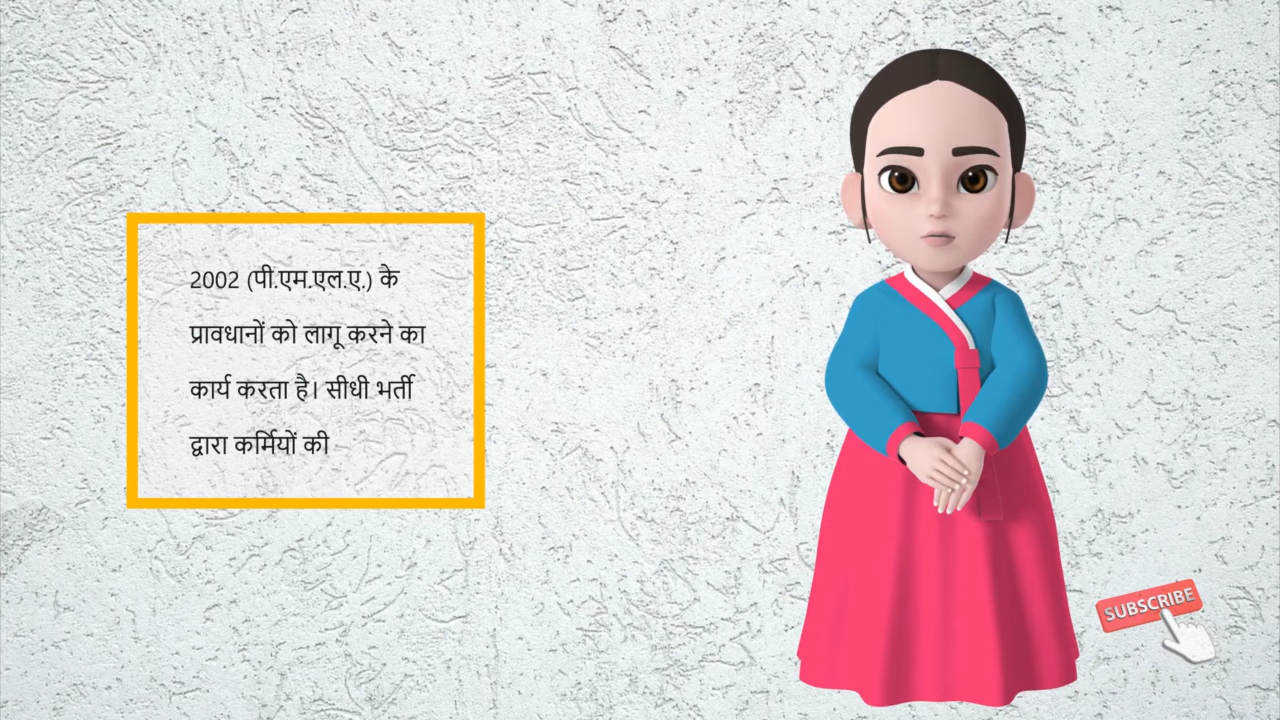 2002 (पी.एम.एल.ए.) के
प्रावधानों को लागू करने का
कार्य करता है। सीधी भर्ती
द्वारा कर्मियों की
SUBSCRIBE